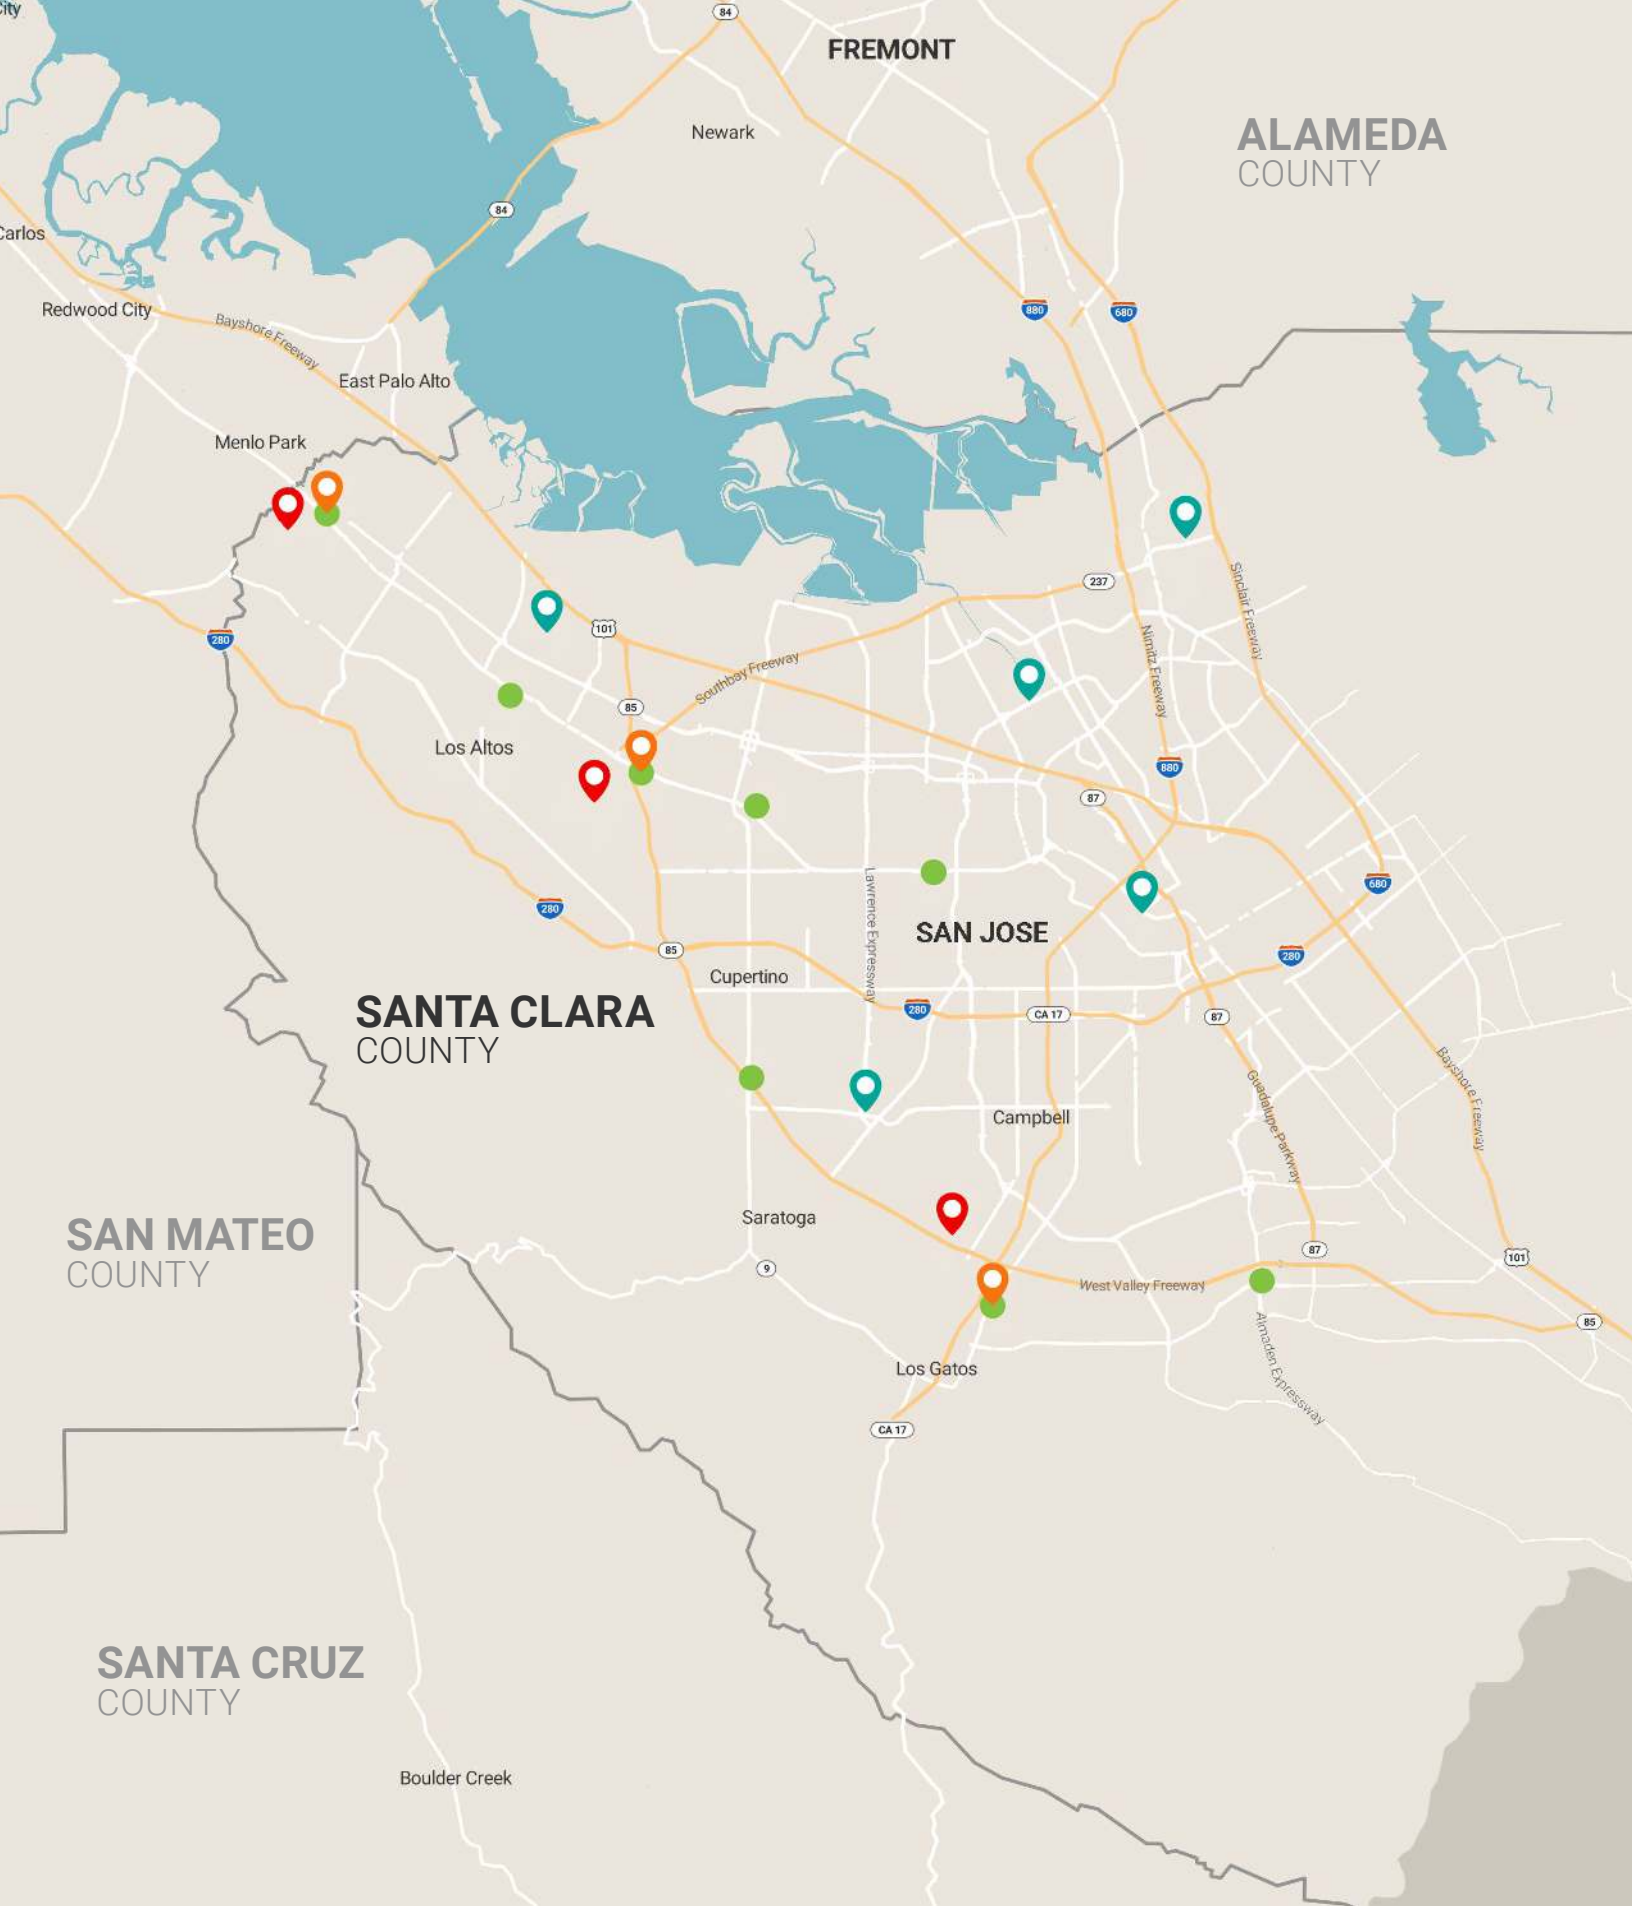 84
FREMONT
Newark
ALAMEDA
COUNTY
84
Carlos
Redwood City
Bayshore Freeway
880
680
East Palo Alto
Menlo Park
237
Sinclair Freeway
101
280
Nimitz Freeway
Southbay Freeway
85
Los Altos
880
87
Lawrence Expressway
680
280
SAN JOSE
85
280
Cupertino
SANTA CLARA
COUNTY
280
CA 17
87
Bayshore Freeway
Guadalupe Parkway
Campbell
SAN MATEO
COUNTY
Saratoga
9
87
101
West Valley Freeway
85
Almaden Expressway
Los Gatos
CA 17
SANTA CRUZ
COUNTY
Boulder Creek